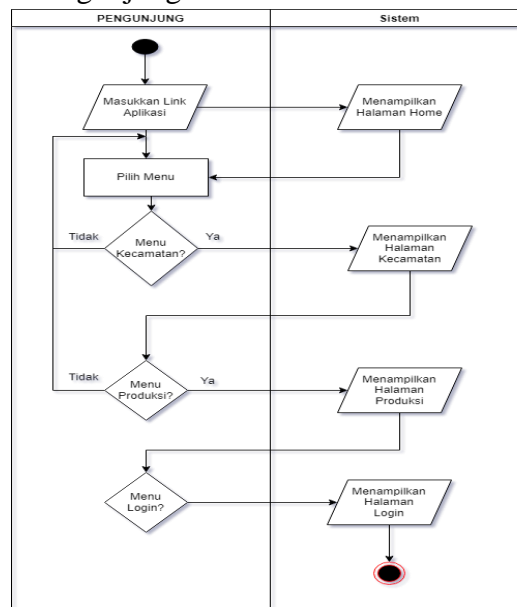 PENGUNJUNG
Sistem
Masukkan Link
Aplikasi
Menampilkan
Halaman Home
Pilih Menu
Tidak
Menu
Kecamatan?
Ya
Menampilkan
Halaman
Kecamatan
Tidak
Menu
Produksi?
Ya
Menampilkan
Halaman
Produksi
Menu
Login?
Menampilkan
Halaman
Login